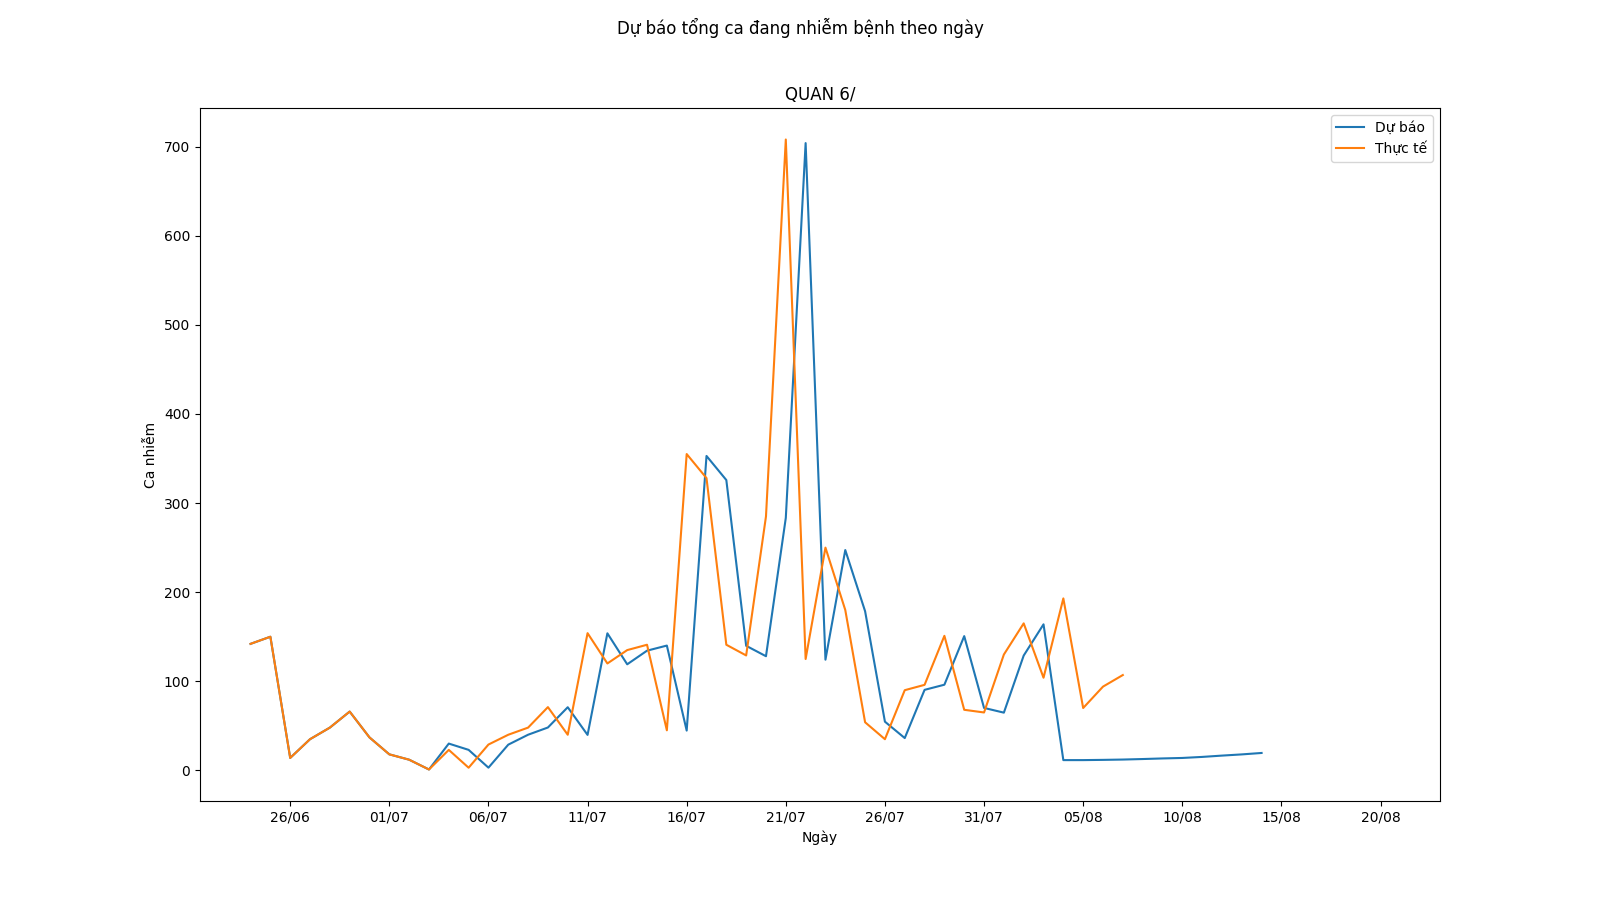 Dự báo tổng ca đang nhiễm bệnh theo ngày
QUAN 6/
Dự báo
Thực tế
700
600
500
400
300
200
100
0
Ca nhiễm
26/06 01/07 06/07 11/07 16/07 21/07 26/07 31/07 05/08 10/08 15/08 20/08
Ngày